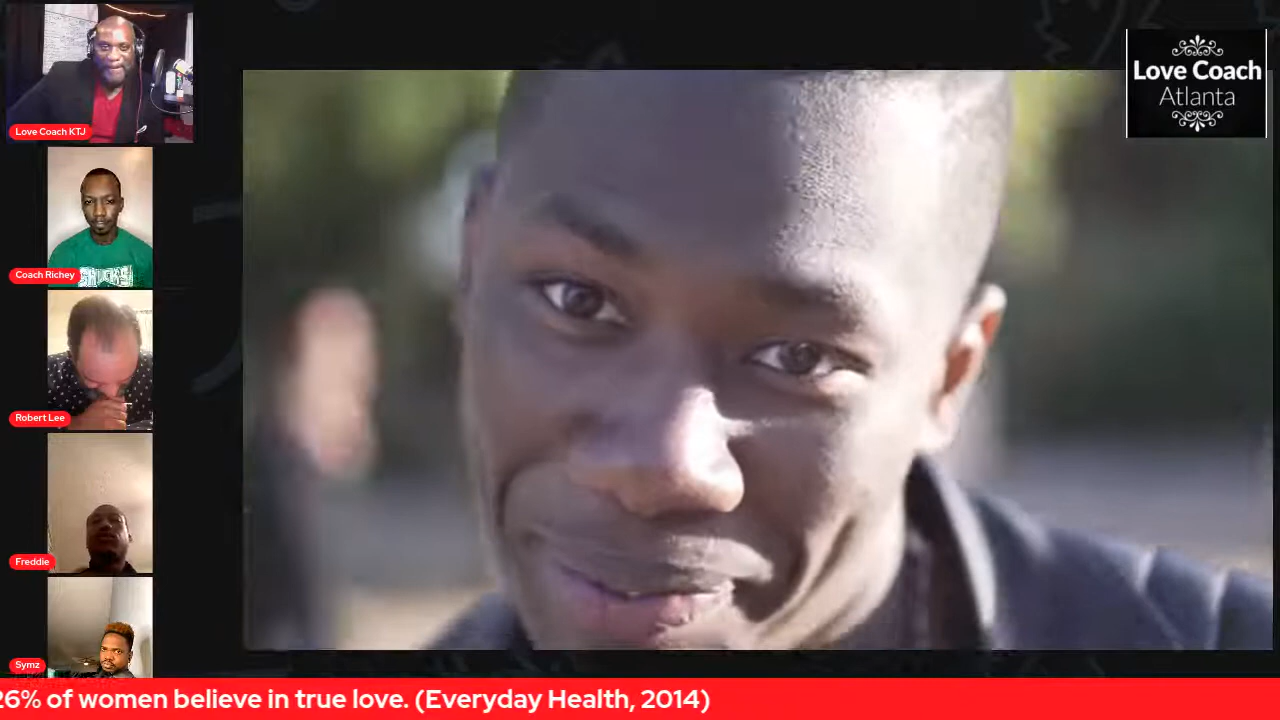 Love Coach KTJ
Love Coach
Atlanta
Coach Richey
Robert Lee
Freddie
Symz
26% of women believe in true love. (Everyday Health, 2014)